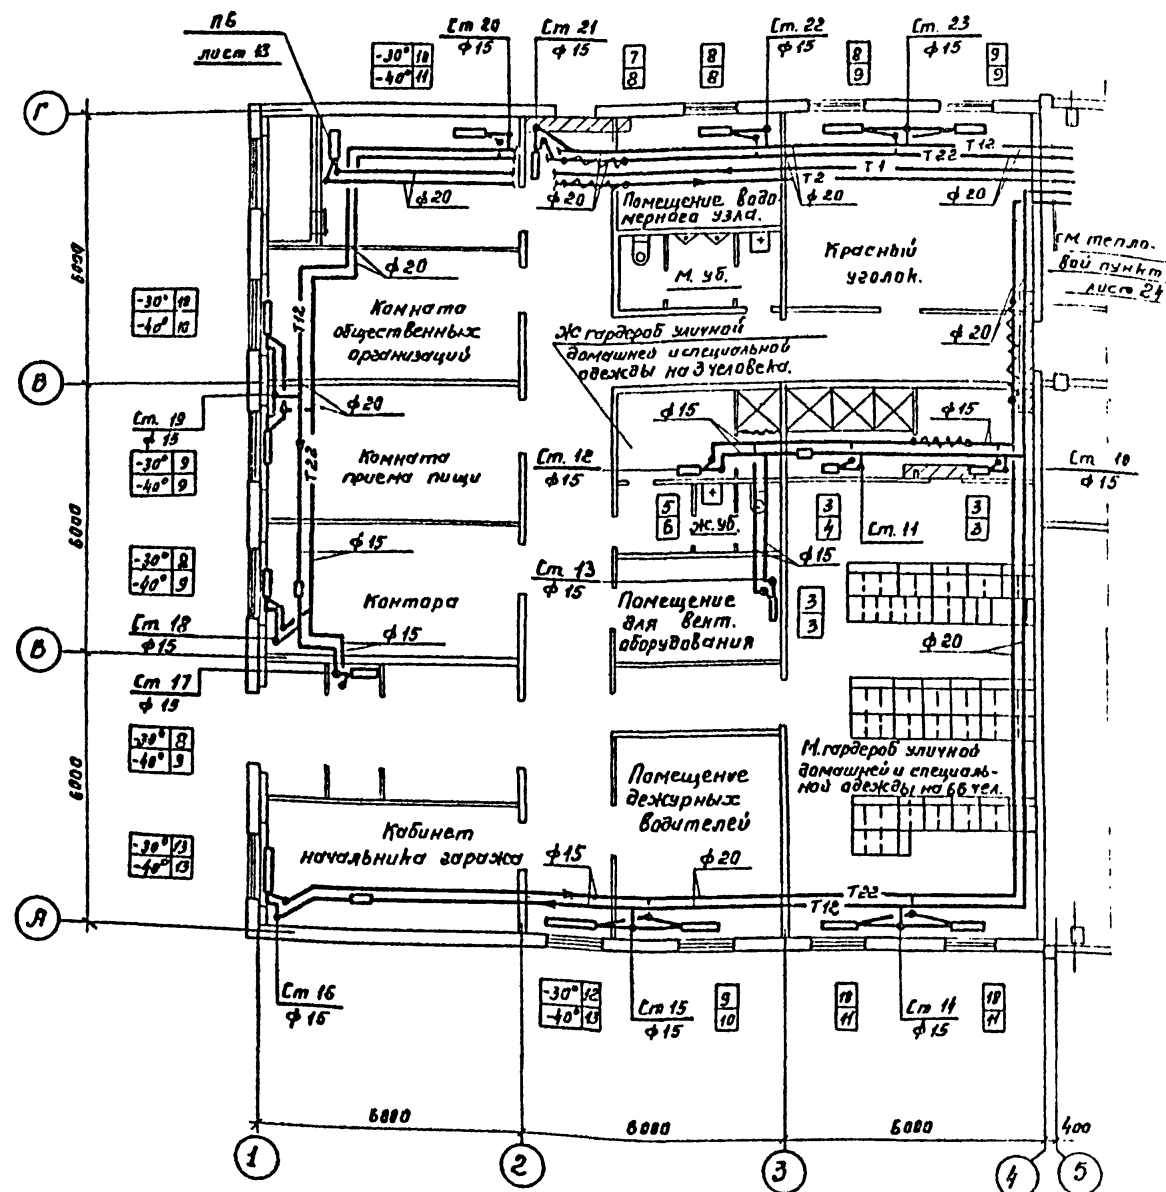 пБ
лист 13
Ст 20
ф 15
Ст 21
ф 15
Ст. 22
ф 15
Ст. 23
ф 15
-30° 10
-40° 11
7
8
8
8
8
9
9
9
Г
Т12
Т22
Т1
Т2
ф 20
ф 20
ф 20
ф 20
Помещение водо
мерного узла.
Красный
уголок.
М. уб.
см. тепло-
вой пункт
лист 24
6000
ф 20
Т12
Комната
общественных
организаций
-30° 10
-40° 10
Ж гардероб уличной
домашней и специальной
одежды на 3 человека.
ф 20
В
ф 20
Ст. 19
ф 15
-30° 9
-40° 9
Т22
Комната
приема пищи
ф 15
ф 15
Ст. 12
ф 15
Ст. 10
ф 15
5
6
ж. уб.
3
4
Ст. 11
3
3
6000
ф 15
ф 15
-30° 8
-40° 9
Ст. 13
ф 15
Контора
Помещение
для вент.
оборудования
3
3
Ст. 18
ф 15
ф 15
ф 20
Б
Ст. 17
ф 15
-30° 8
-40° 9
6000
М. гардероб уличной
домашней и специаль-
ной одежды на 66 чел.
Помещение
дежурных
водителей
-30° 13
-40° 13
Кабинет
начальника гаража
ф 15
ф 20
Т22
Т12
А
Ст 16
ф 15
-30° 12
-40° 13
Ст 15
ф 15
9
10
10
11
Ст 14
ф 15
10
11
6000
6000
6000
400
1
2
3
4
5